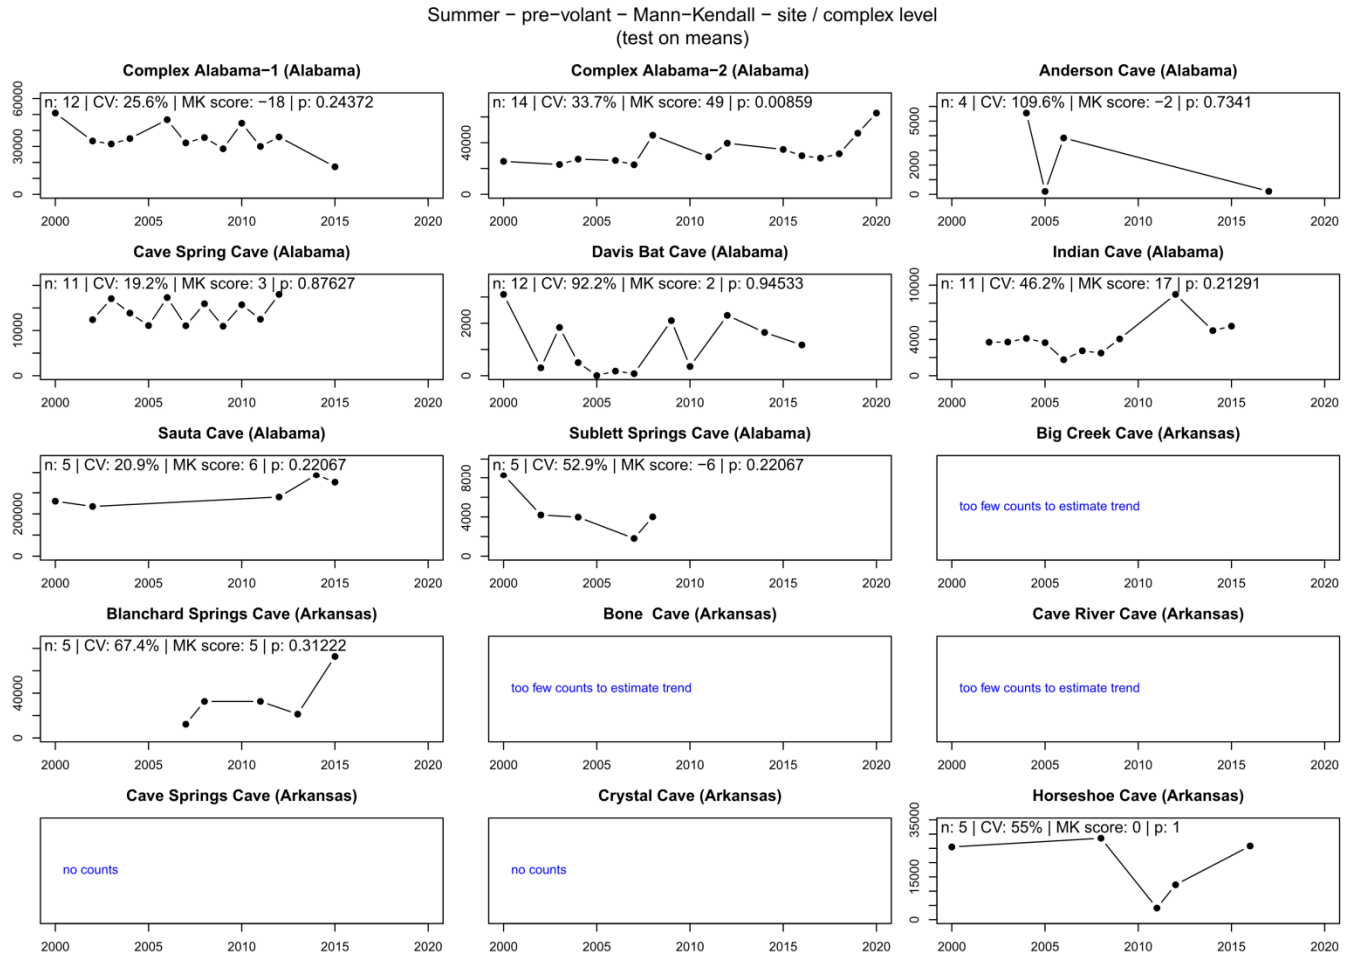 Summer − pre−volant − Mann−Kendall − site / complex level
(test on means)
Complex Alabama−1 (Alabama)
n: 12 | CV: 25.6% | MK score: −18 | p: 0.24372
60000
30000
0
2000 2005 2010 2015 2020
Complex Alabama−2 (Alabama)
n: 14 | CV: 33.7% | MK score: 49 | p: 0.00859
40000
0
2000 2005 2010 2015 2020
Anderson Cave (Alabama)
n: 4 | CV: 109.6% | MK score: −2 | p: 0.7341
5000
2000
0
2000 2005 2010 2015 2020
Cave Spring Cave (Alabama)
n: 11 | CV: 19.2% | MK score: 3 | p: 0.87627
10000
0
2000 2005 2010 2015 2020
Davis Bat Cave (Alabama)
n: 12 | CV: 92.2% | MK score: 2 | p: 0.94533
2000
0
2000 2005 2010 2015 2020
Indian Cave (Alabama)
n: 11 | CV: 46.2% | MK score: 17 | p: 0.21291
10000
4000
0
2000 2005 2010 2015 2020
Sauta Cave (Alabama)
n: 5 | CV: 20.9% | MK score: 6 | p: 0.22067
200000
0
2000 2005 2010 2015 2020
Sublett Springs Cave (Alabama)
n: 5 | CV: 52.9% | MK score: −6 | p: 0.22067
8000
4000
0
2000 2005 2010 2015 2020
Big Creek Cave (Arkansas)
too few counts to estimate trend
2000 2005 2010 2015 2020
Blanchard Springs Cave (Arkansas)
n: 5 | CV: 67.4% | MK score: 5 | p: 0.31222
40000
0
2000 2005 2010 2015 2020
Bone  Cave (Arkansas)
too few counts to estimate trend
2000 2005 2010 2015 2020
Cave River Cave (Arkansas)
too few counts to estimate trend
2000 2005 2010 2015 2020
Cave Springs Cave (Arkansas)
no counts
2000 2005 2010 2015 2020
Crystal Cave (Arkansas)
no counts
2000 2005 2010 2015 2020
Horseshoe Cave (Arkansas)
n: 5 | CV: 55% | MK score: 0 | p: 1
35000
15000
0
2000 2005 2010 2015 2020